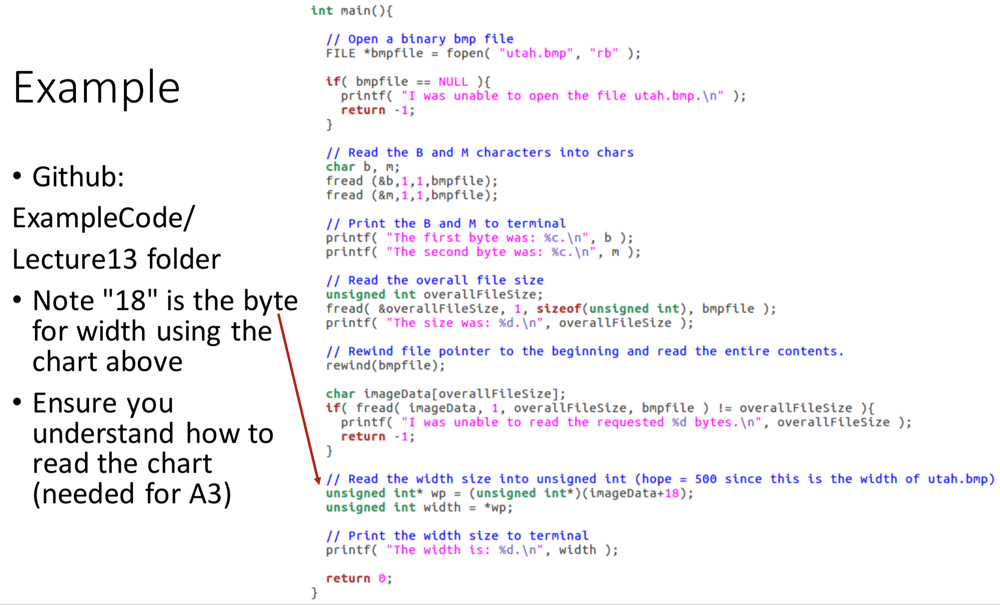 Example
• Github:
ExampleCode/
Lecture13 folder
• Note "18" is the byte
for width using the
chart above
• Ensure you
understand how to
read the chart
(needed for A3)
int main(){
// Open a binary bmp file
FILE *bmpfile = fopen( "utah.bmp", "rb" );
if( bmpfile == NULL ){
printf( "I was unable to open the file utah.bmp.\n" );
return -1;
}
// Read the B and M characters into chars
char b, m;
fread (&b,1,1,bmpfile);
fread (&m,1,1,bmpfile);
// Print the B and M to terminal
printf( "The first byte was: %c.\n", b );
printf( "The second byte was: %c.\n", m );
// Read the overall file size
unsigned int overallFileSize;
fread( &overallFileSize, 1, sizeof(unsigned int), bmpfile );
printf( "The size was: %d.\n", overallFileSize );
// Rewind file pointer to the beginning and read the entire contents.
rewind(bmpfile);
char imageData[overallFileSize];
if( fread( imageData, 1, overallFileSize, bmpfile ) != overallFileSize ){
printf( "I was unable to read the requested %d bytes.\n", overallFileSize );
return -1;
}
// Read the width size into unsigned int (hope = 500 since this is the width of utah.bmp)
unsigned int* wp = (unsigned int*)(imageData+18);
unsigned int width = *wp;
// Print the width size to terminal
printf( "The width is: %d.\n", width );
return 0;
}